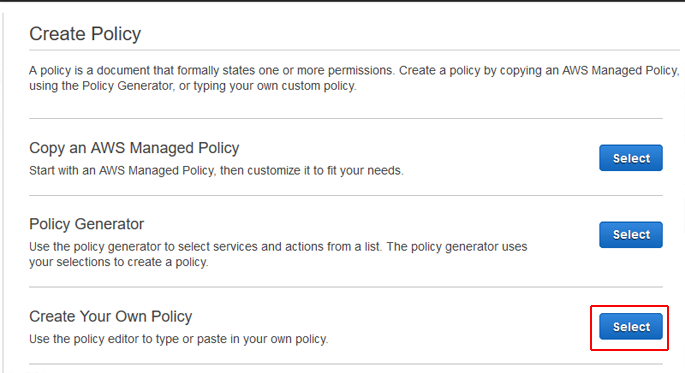 Create Policy
A policy is a document that formally states one or more permissions. Create a policy by copying an AWS Managed Policy,
using the Policy Generator, or typing your own custom policy.
Copy an AWS Managed Policy
Start with an AWS Managed Policy, then customize it to fit your needs.
Select
Policy Generator
Use the policy generator to select services and actions from a list. The policy generator uses
your selections to create a policy.
Select
Create Your Own Policy
Use the policy editor to type or paste in your own policy.
Select